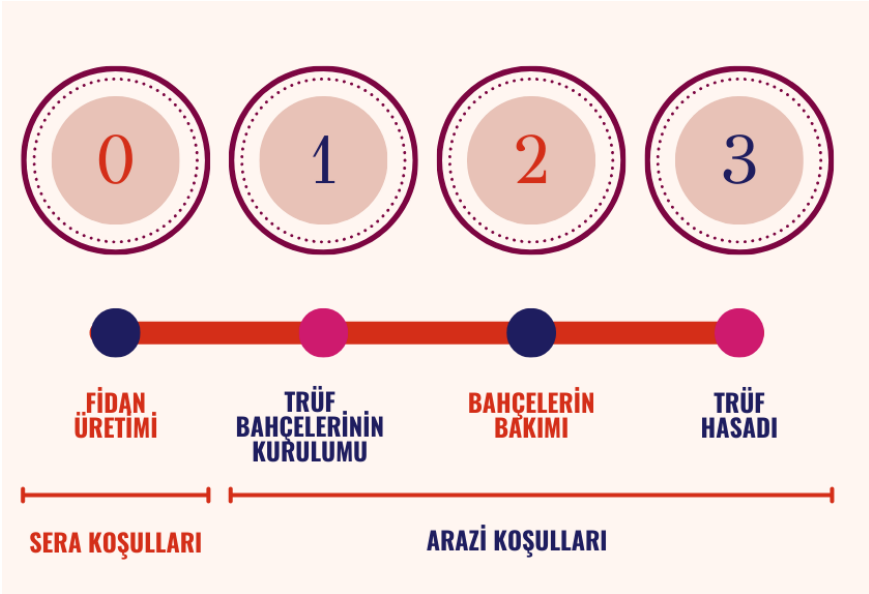 0
1
2
3
FİDAN
ÜRETİMİ
TRÜF
BAHÇELERİNİN
KURULUMU
BAHÇELERİN
BAKIMI
TRÜF
HASADI
SERA KOŞULLARI
ARAZİ KOŞULLARI